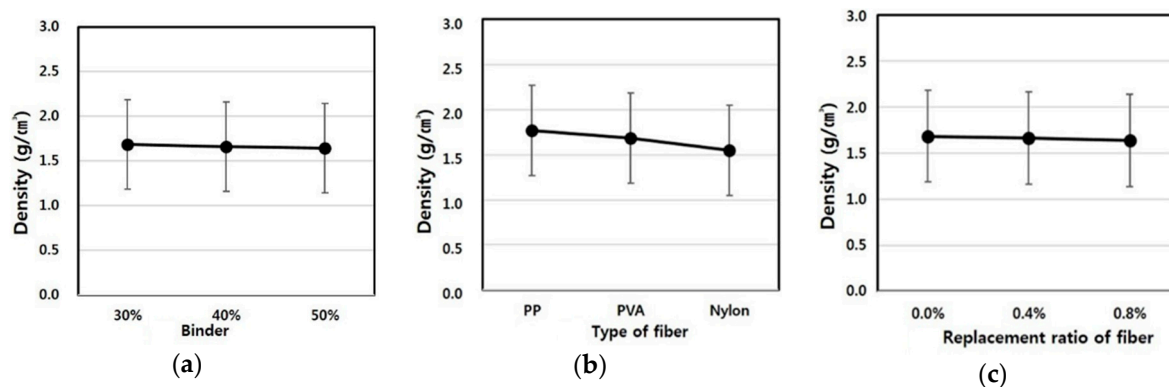 Density (g/㎤)
3.0
2.5
2.0
1.5
1.0
0.5
0.0
30% 40% 50%
Binder
(a)
Density (g/㎤)
3.0
2.5
2.0
1.5
1.0
0.5
0.0
PP PVA Nylon
Type of fiber
(b)
Density (g/㎤)
3.0
2.5
2.0
1.5
1.0
0.5
0.0
0.0% 0.4% 0.8%
Replacement ratio of fiber
(c)